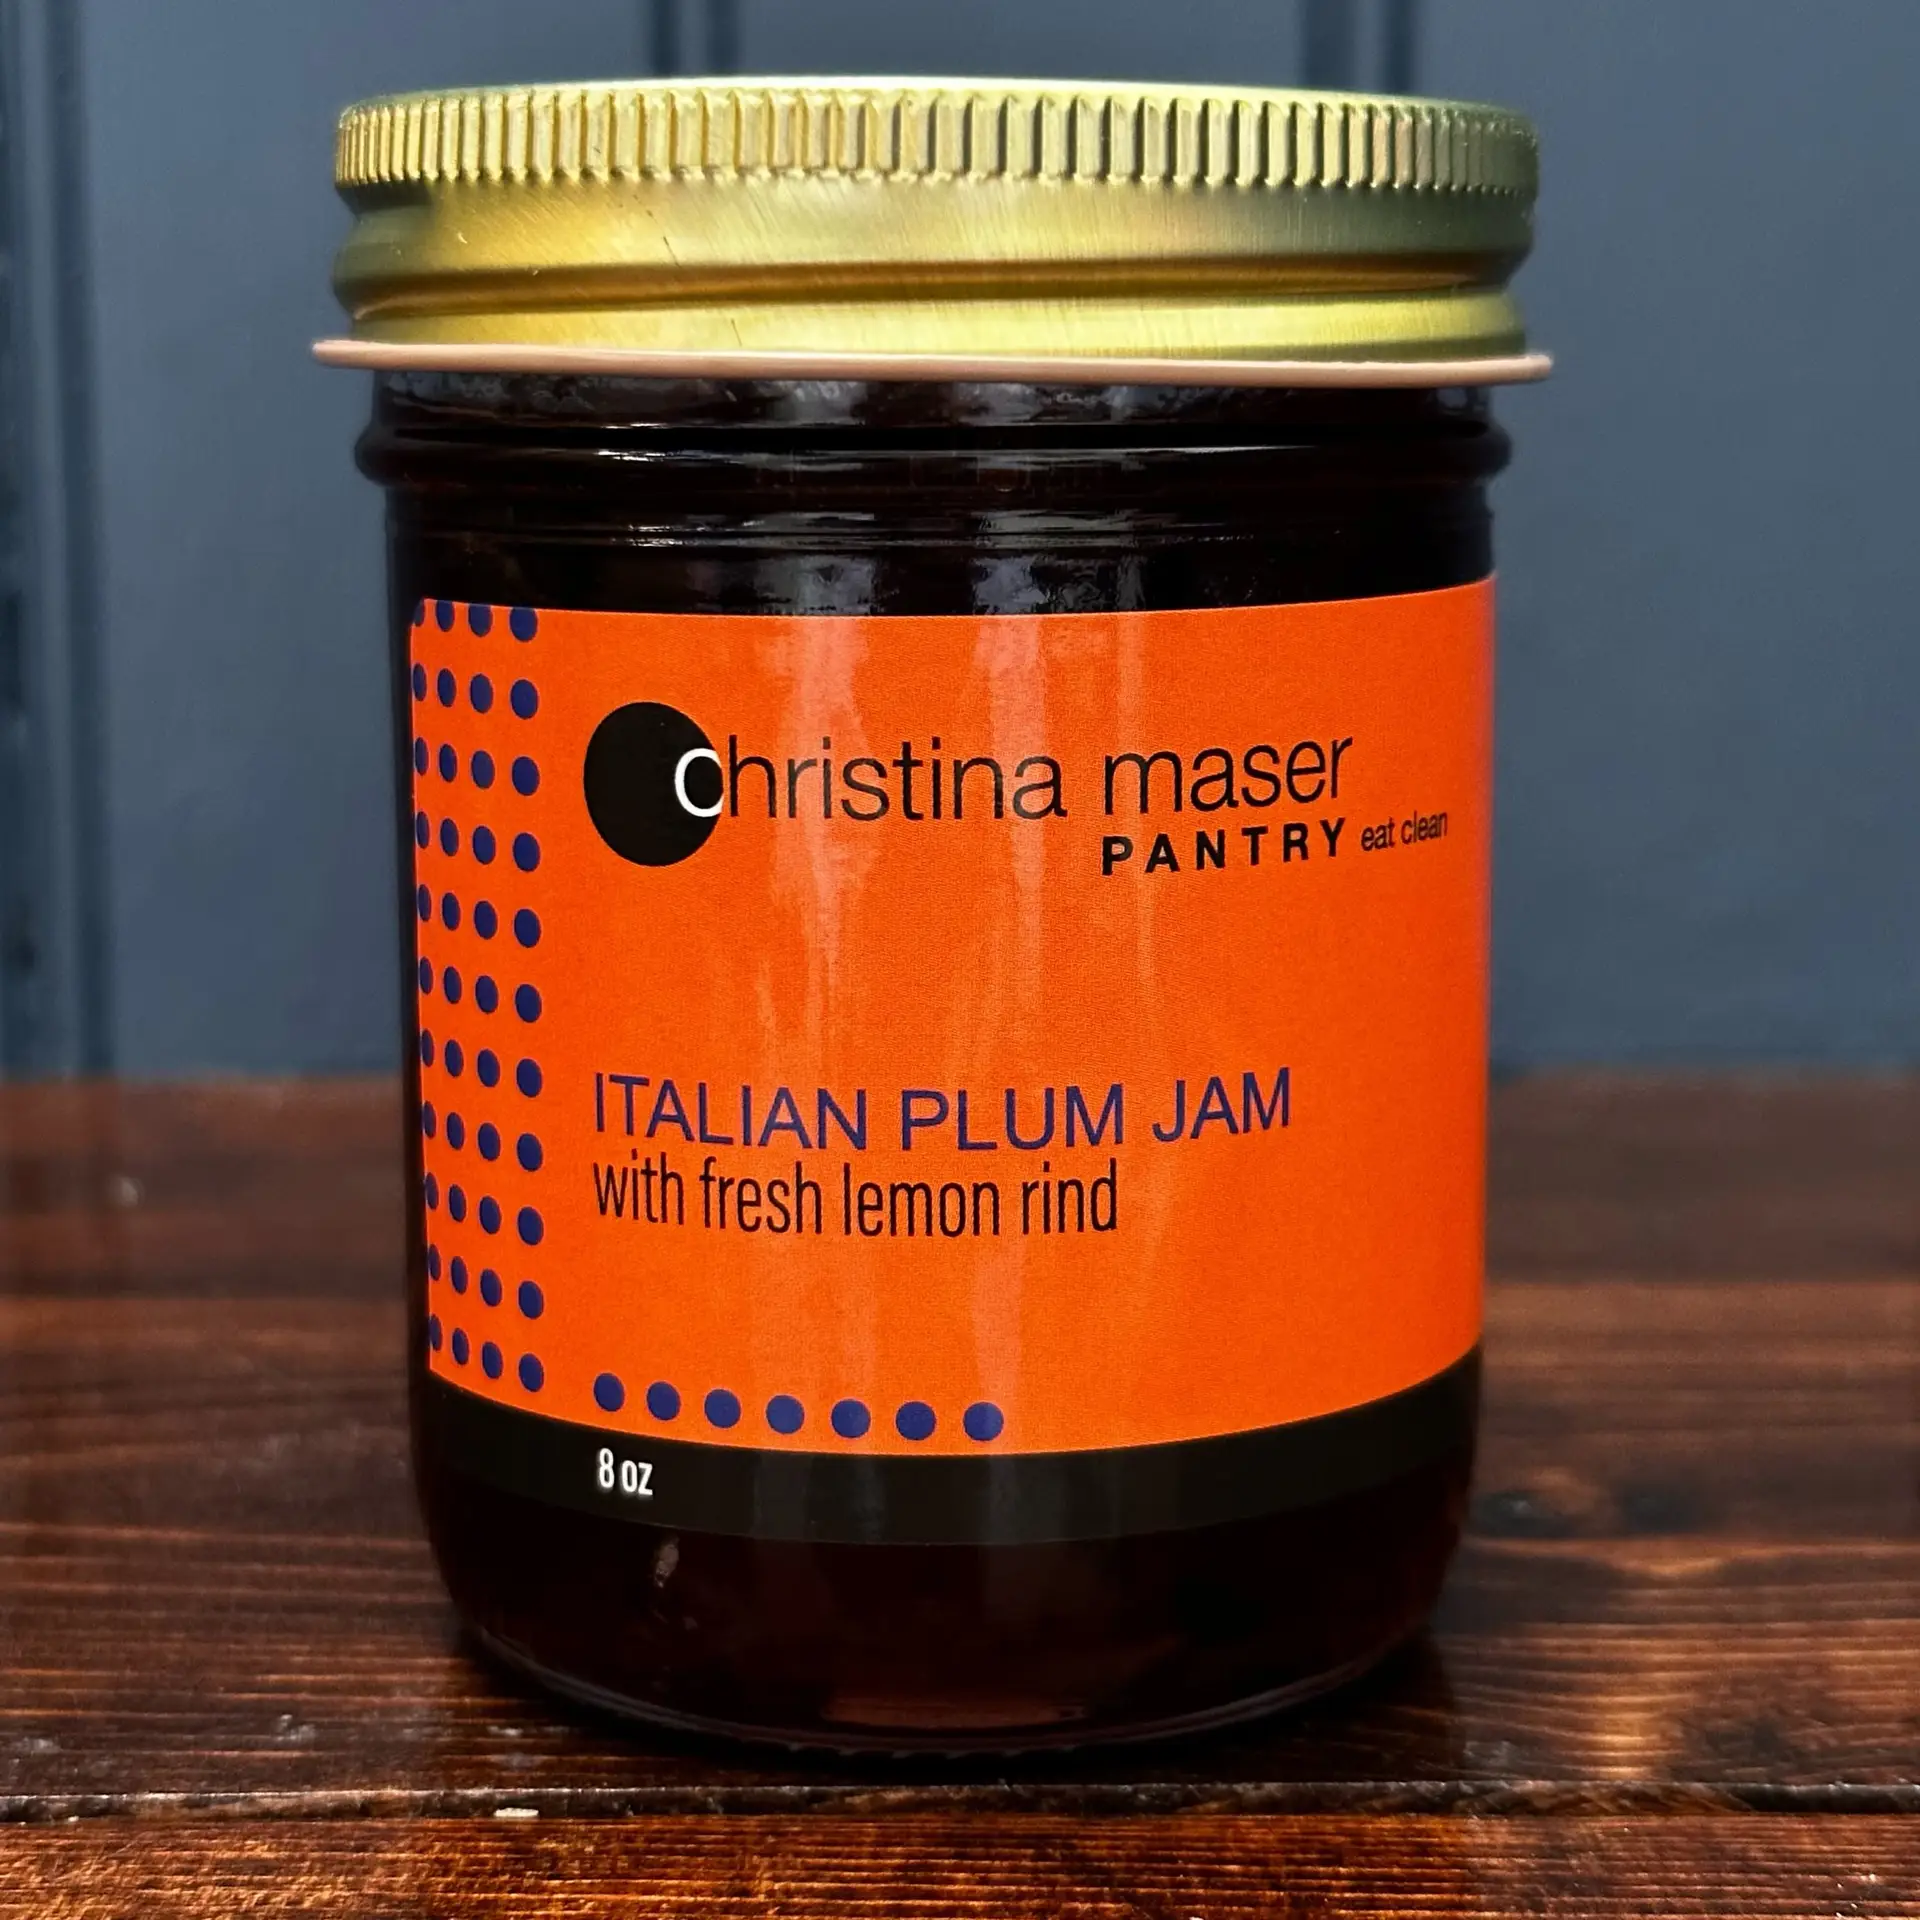 christina maser
PANTRY eat clean
ITALIAN PLUM JAM
with fresh lemon rind
8 oz